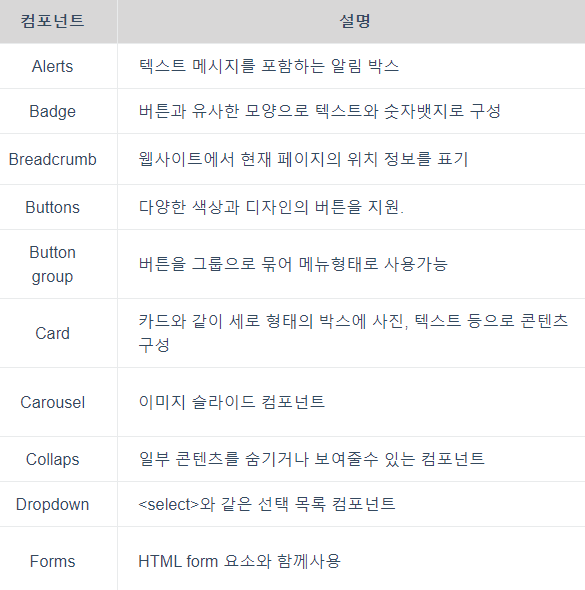 컴포넌트 설명
Alerts 텍스트 메시지를 포함하는 알림 박스
Badge 버튼과 유사한 모양으로 텍스트와 숫자뱃지로 구성
Breadcrumb 웹사이트에서 현재 페이지의 위치 정보를 표기
Buttons 다양한 색상과 디자인의 버튼을 지원.
Button
group
버튼을 그룹으로 묶어 메뉴형태로 사용가능
Card
카드와 같이 세로 형태의 박스에 사진, 텍스트 등으로 콘텐츠
구성
Carousel 이미지 슬라이드 컴포넌트
Collaps 일부 콘텐츠를 숨기거나 보여줄수 있는 컴포넌트
Dropdown <select>와 같은 선택 목록 컴포넌트
Forms HTML form 요소와 함께사용